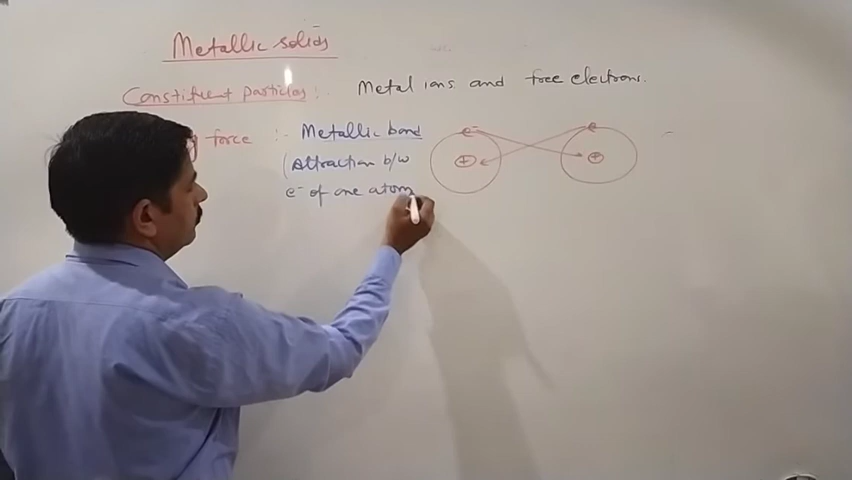 Metallic solids
Constituent particles :- Metal ions and free electrons.
force :- Metallic bond
(Attraction b/w
e⁻ of one atom
e⁻ e
+ +